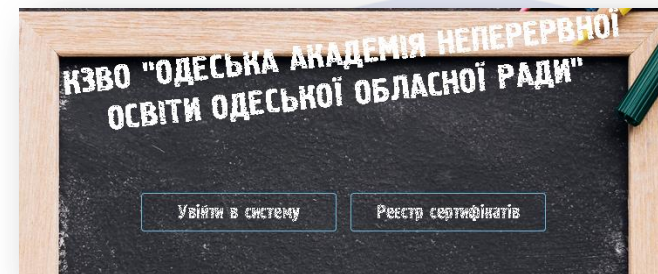 КЗВО "ОДЕСЬКА АКАДЕМІЯ НЕПЕРЕРВНОЇ
ОСВІТИ ОДЕСЬКОЇ ОБЛАСНОЇ РАДИ"
Увійти в систему Реєстр сертифікатів